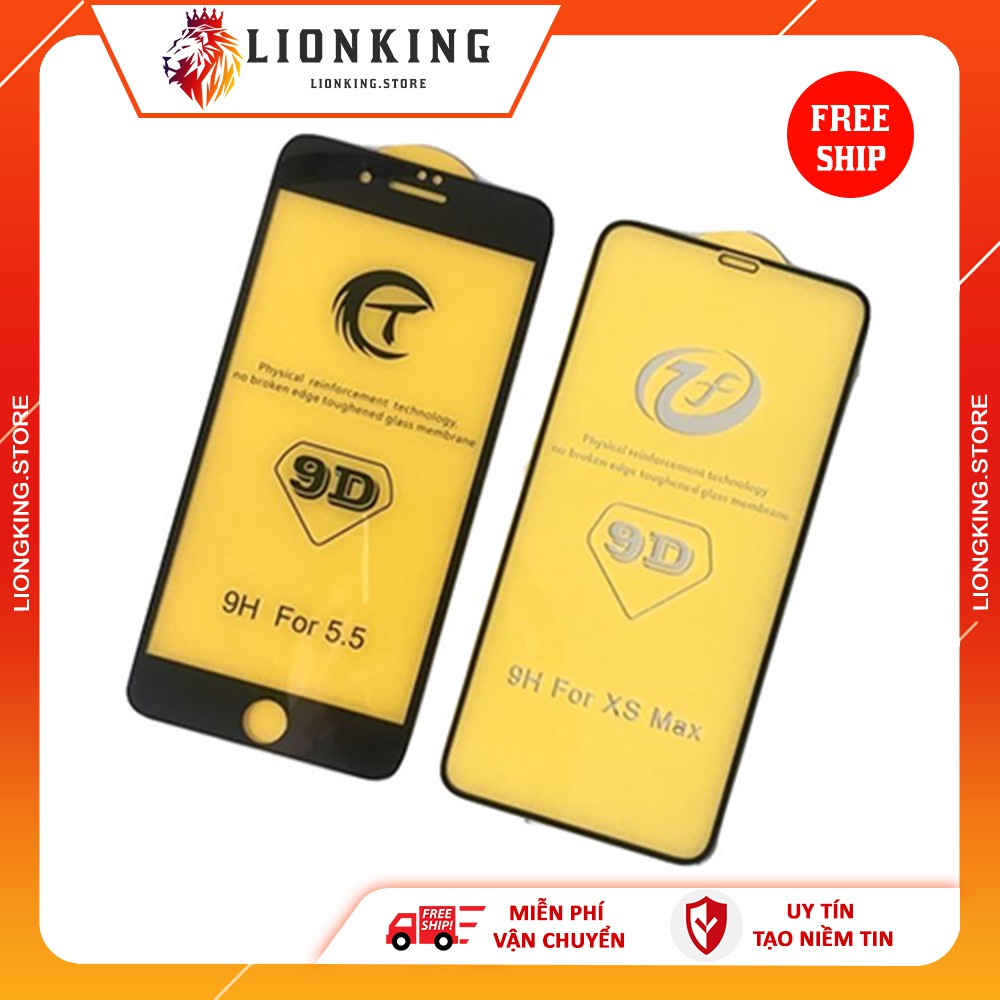 LIONKING
LIONKING.STORE
FREE
SHIP
Physical reinforcement technology,
no broken edge toughened glass membrane
9D
9H For 5.5
Physical reinforcement technology
no broken edge toughened glass membrane
9D
9H For XS Max
LIONGKING.STORE
LIONGKING.STORE
FREE
SHIP!
MIỄN PHÍ
VẬN CHUYỂN
UY TÍN
TẠO NIỀM TIN